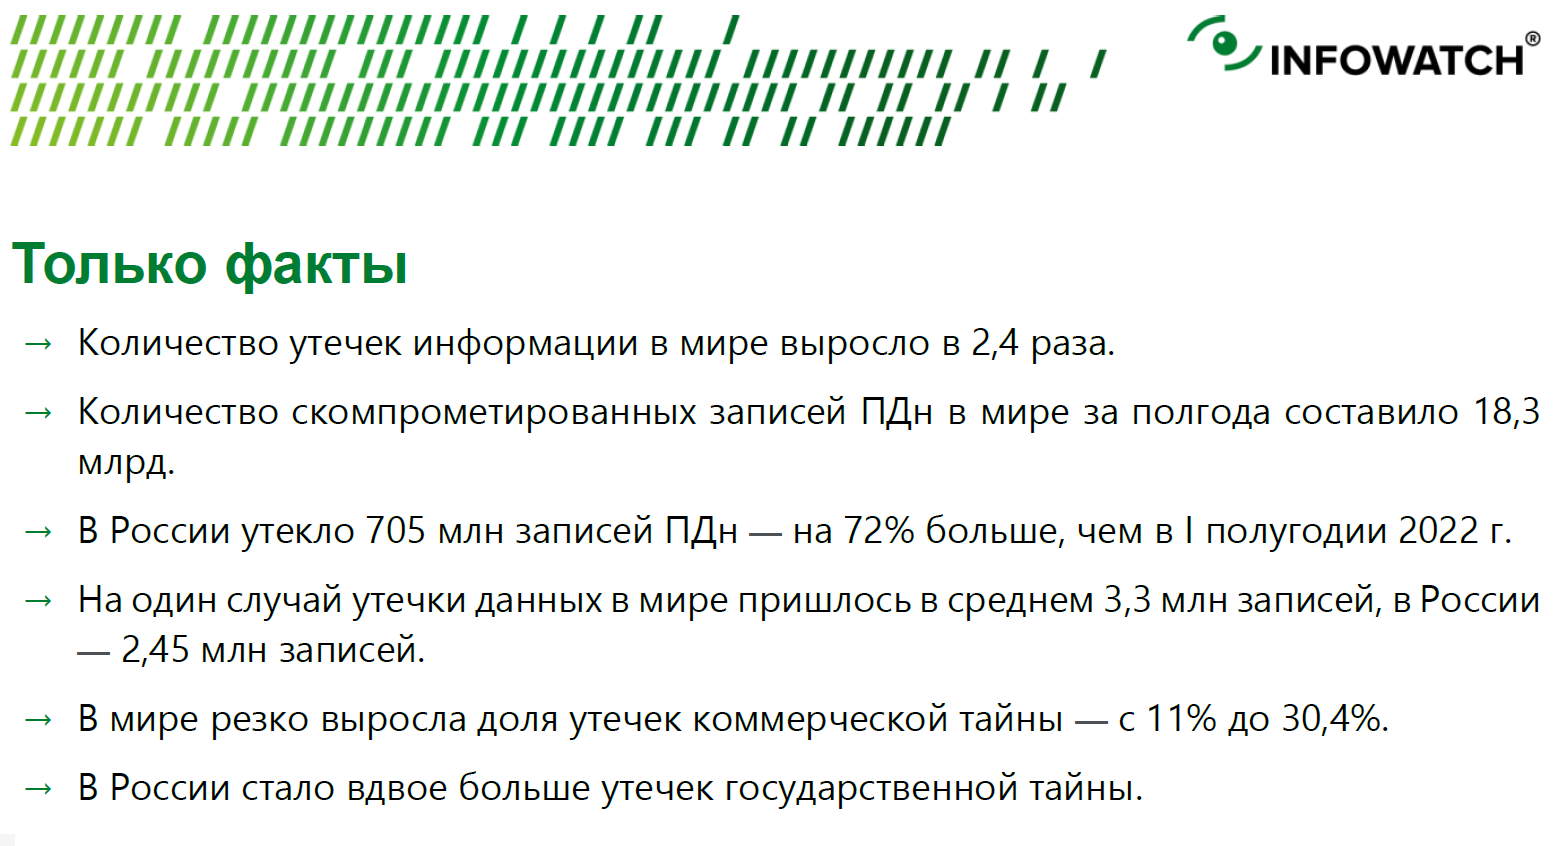 INFOWATCH®
Только факты
→ Количество утечек информации в мире выросло в 2,4 раза.
→ Количество скомпрометированных записей ПДн в мире за полгода составило 18,3
млрд.
→ В России утекло 705 млн записей ПДн — на 72% больше, чем в I полугодии 2022 г.
→ На один случай утечки данных в мире пришлось в среднем 3,3 млн записей, в России
— 2,45 млн записей.
→ В мире резко выросла доля утечек коммерческой тайны — с 11% до 30,4%.
→ В России стало вдвое больше утечек государственной тайны.